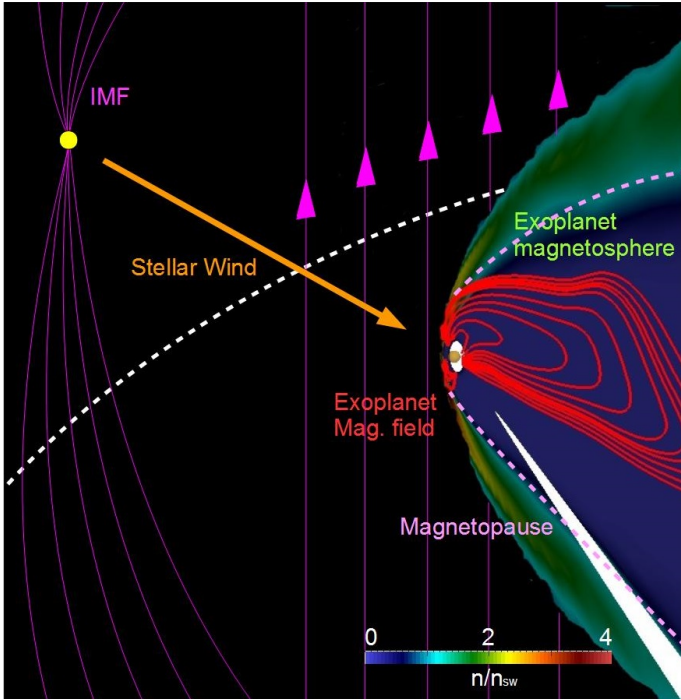 IMF
Stellar Wind
Exoplanet
magnetosphere
Exoplanet
Mag. field
Magnetopause
0 2 4
n/nsw